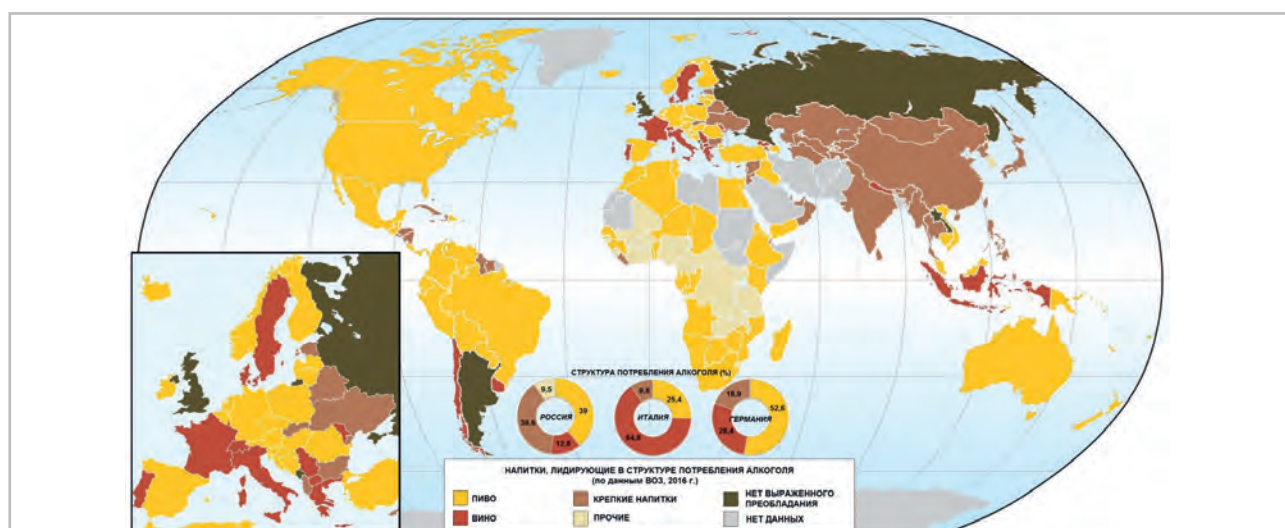 СТРУКТУРА ПОТРЕБЛЕНИЯ АЛКОГОЛЯ (%)
9,5
39
38,6
12,8
РОССИЯ
9,8
25,4
64,8
ИТАЛИЯ
18,9
52,6
28,4
ГЕРМАНИЯ
НАПИТКИ, ЛИДИРУЮЩИЕ В СТРУКТУРЕ ПОТРЕБЛЕНИЯ АЛКОГОЛЯ
(по данным ВОЗ, 2016 г.)
ПИВО
КРЕПКИЕ НАПИТКИ
НЕТ ВЫРАЖЕННОГО
ПРЕОБЛАДАНИЯ
ВИНО
ПРОЧИЕ
НЕТ ДАННЫХ